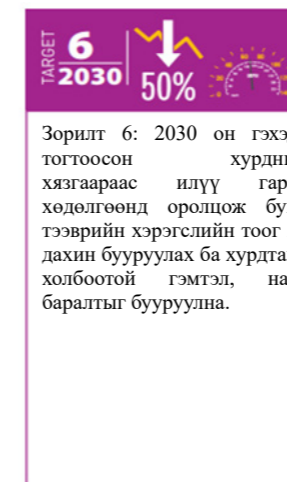 TARGET
6
2030
50%
Зорилт 6: 2030 он гэхэ
тогтоосон хурдн
хязгаараас илүү гар
хөдөлгөөнд оролцож бу
тээврийн хэрэгслийн тоог
дахин бууруулах ба хурдта
холбоотой гэмтэл, на
баралтыг бууруулна.